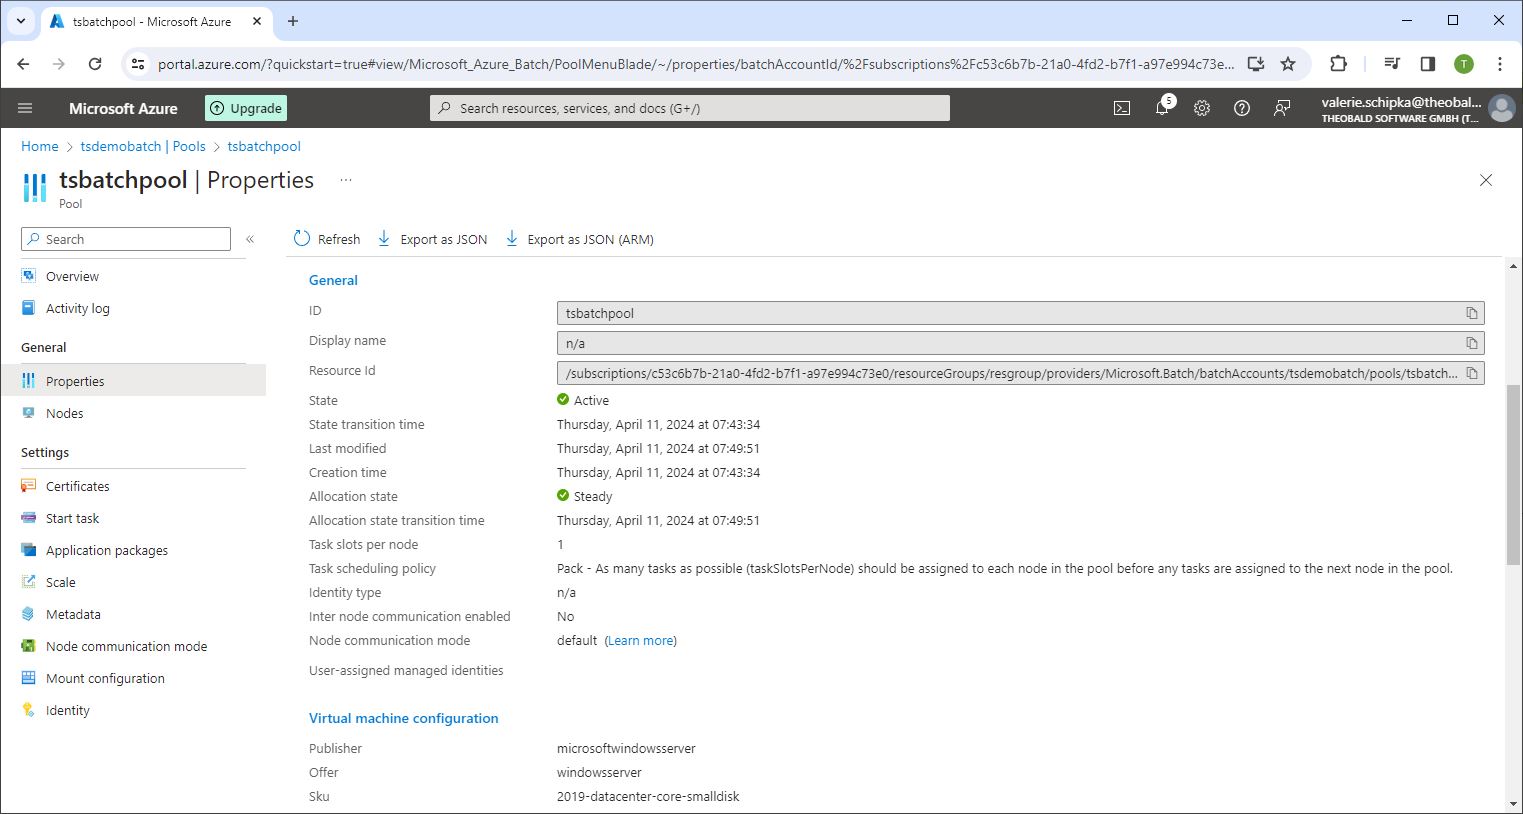 tsbatchpool - Microsoft Azure
portal.azure.com/?quickstart=true#view/Microsoft_Azure_Batch/PoolMenuBlade/~/properties/batchAccountId/%2Fsubscriptions%2Fc53c6b7b-21a0-4fd2-b7f1-a97e994c73e...
T
Microsoft Azure
Upgrade
Search resources, services, and docs (G+/)
5
valerie.schipka@theobal...
THEOBALD SOFTWARE GMBH (T...
Home > tsdemobatch | Pools > tsbatchpool
tsbatchpool | Properties ...
Pool
Search
«
Refresh
Export as JSON
Export as JSON (ARM)
Overview
Activity log
General
Properties
Nodes
Settings
Certificates
Start task
Application packages
Scale
Metadata
Node communication mode
Mount configuration
Identity
General
ID tsbatchpool
Display name n/a
Resource Id /subscriptions/c53c6b7b-21a0-4fd2-b7f1-a97e994c73e0/resourceGroups/resgroup/providers/Microsoft.Batch/batchAccounts/tsdemobatch/pools/tsbatch...
State Active
State transition time Thursday, April 11, 2024 at 07:43:34
Last modified Thursday, April 11, 2024 at 07:49:51
Creation time Thursday, April 11, 2024 at 07:43:34
Allocation state Steady
Allocation state transition time Thursday, April 11, 2024 at 07:49:51
Task slots per node 1
Task scheduling policy Pack - As many tasks as possible (taskSlotsPerNode) should be assigned to each node in the pool before any tasks are assigned to the next node in the pool.
Identity type n/a
Inter node communication enabled No
Node communication mode default (Learn more)
User-assigned managed identities
Virtual machine configuration
Publisher microsoftwindowsserver
Offer windowsserver
Sku 2019-datacenter-core-smalldisk